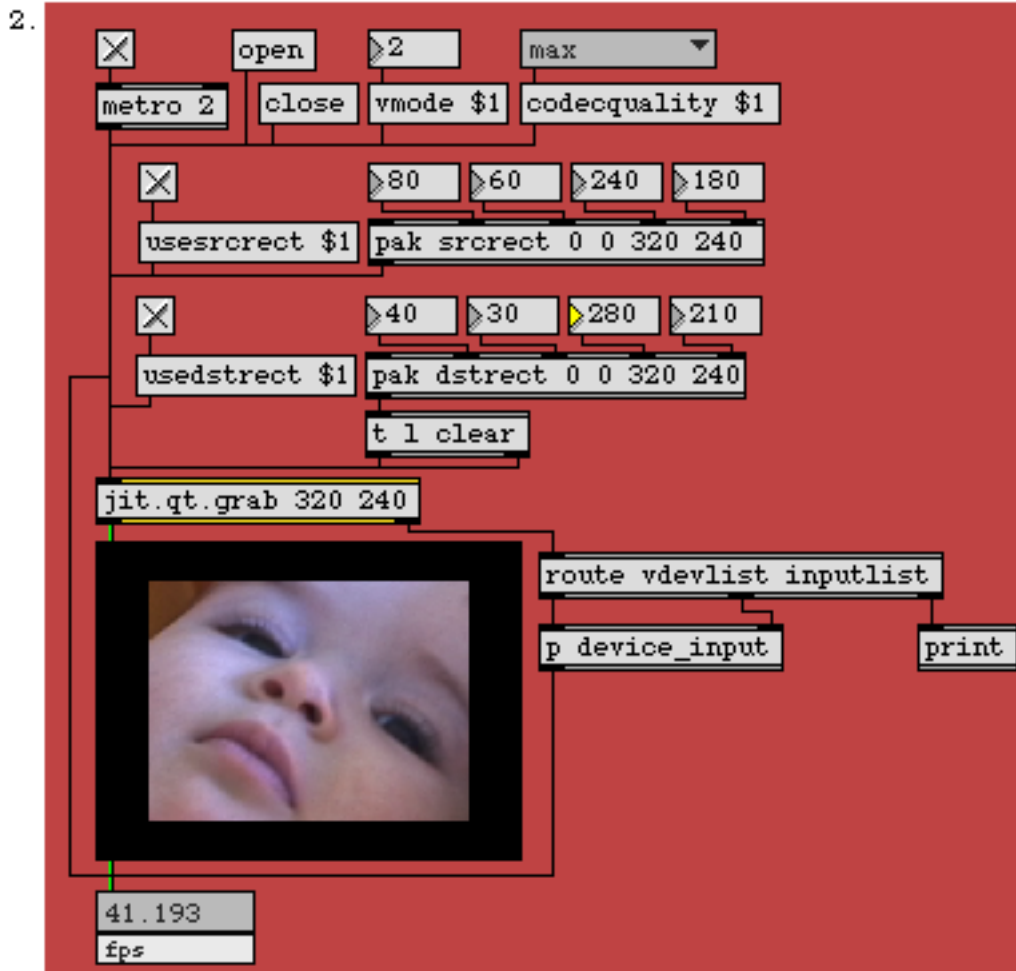 2.
open
2
max
metro 2
close
vmode $1
codecquality $1
80
60
240
180
usesrcrect $1
pak srcrect 0 0 320 240
40
30
280
210
usedstrect $1
pak dstrect 0 0 320 240
t l clear
jit.qt.grab 320 240
route vdevlist inputlist
p device_input
print
41.193
fps